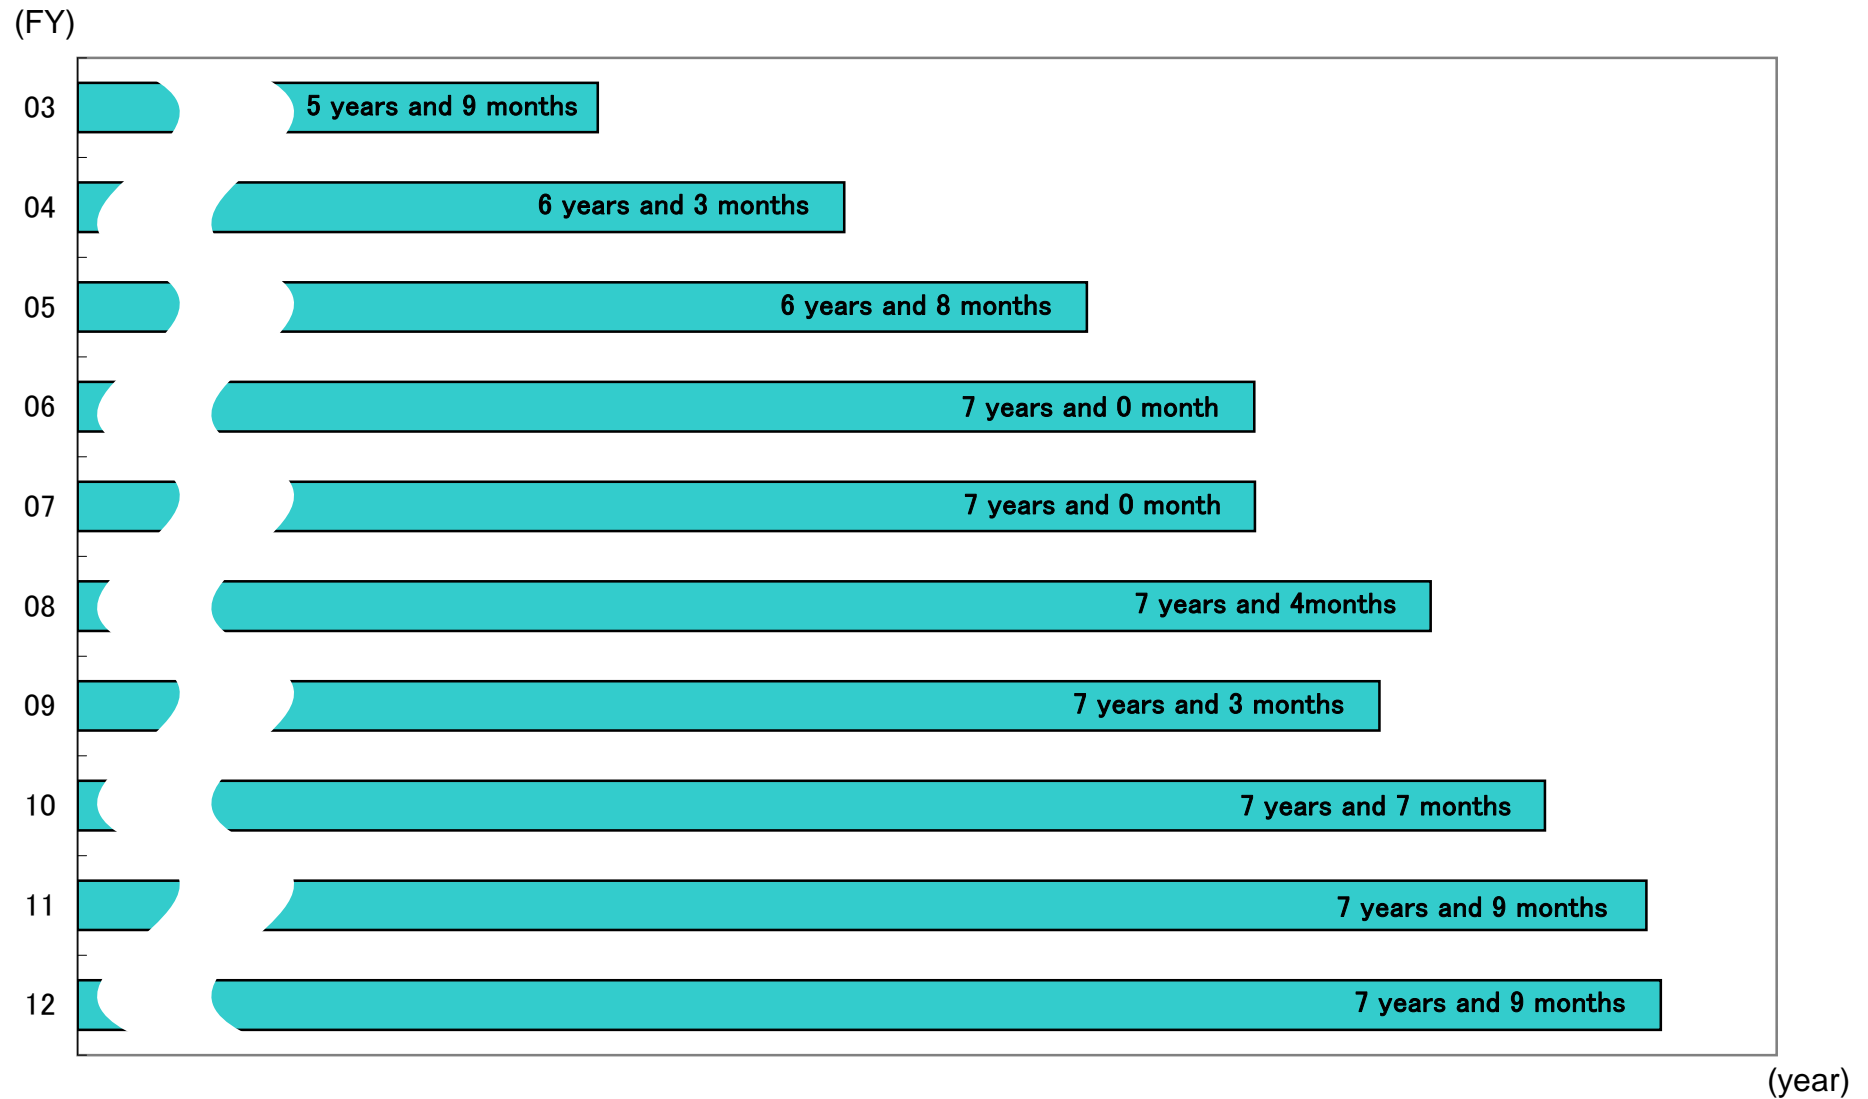 (FY)
03 5 years and 9 months
04 6 years and 3 months
05 6 years and 8 months
06 7 years and 0 month
07 7 years and 0 month
08 7 years and 4months
09 7 years and 3 months
10 7 years and 7 months
11 7 years and 9 months
12 7 years and 9 months
(year)